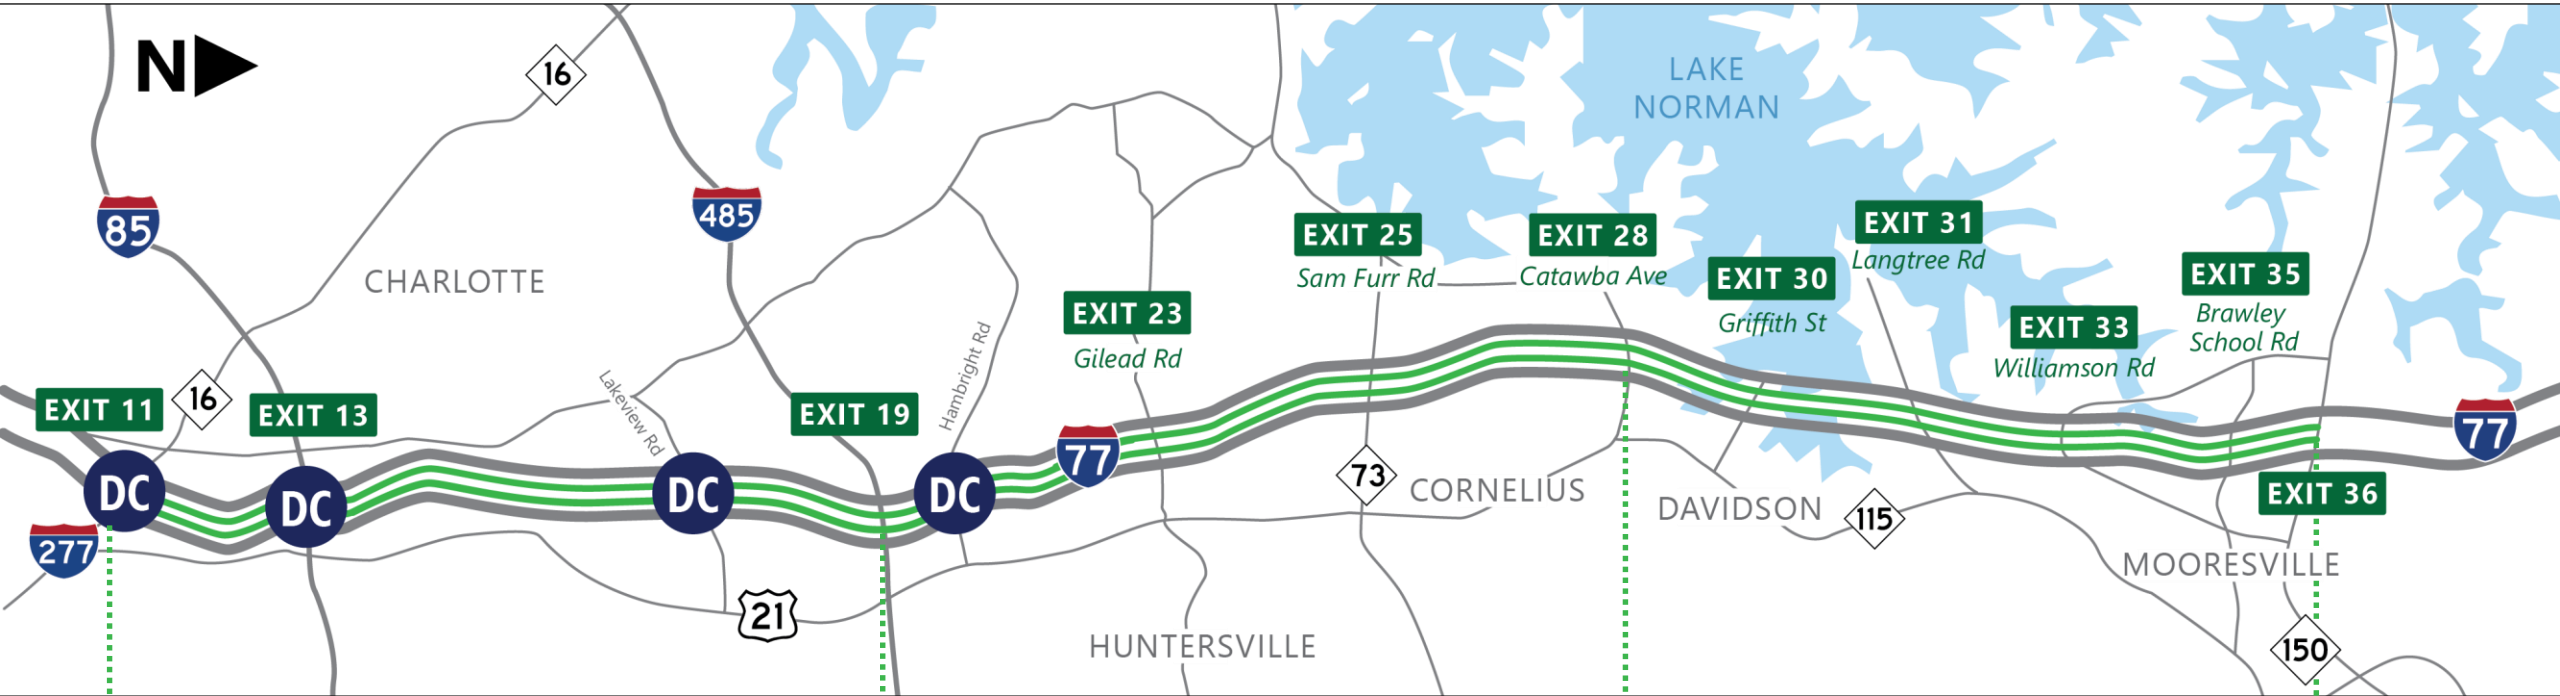 N
16
LAKE
NORMAN
85
485
CHARLOTTE
EXIT 25
Sam Furr Rd
EXIT 28
Catawba Ave
EXIT 30
Griffith St
EXIT 31
Langtree Rd
EXIT 33
Williamson Rd
EXIT 35
Brawley
School Rd
EXIT 23
Gilead Rd
Hambright Rd
Lakeview Rd
EXIT 11
16
EXIT 13
EXIT 19
77
77
DC
DC
DC
DC
73
CORNELIUS
DAVIDSON
115
EXIT 36
277
MOORESVILLE
21
HUNTERSVILLE
150